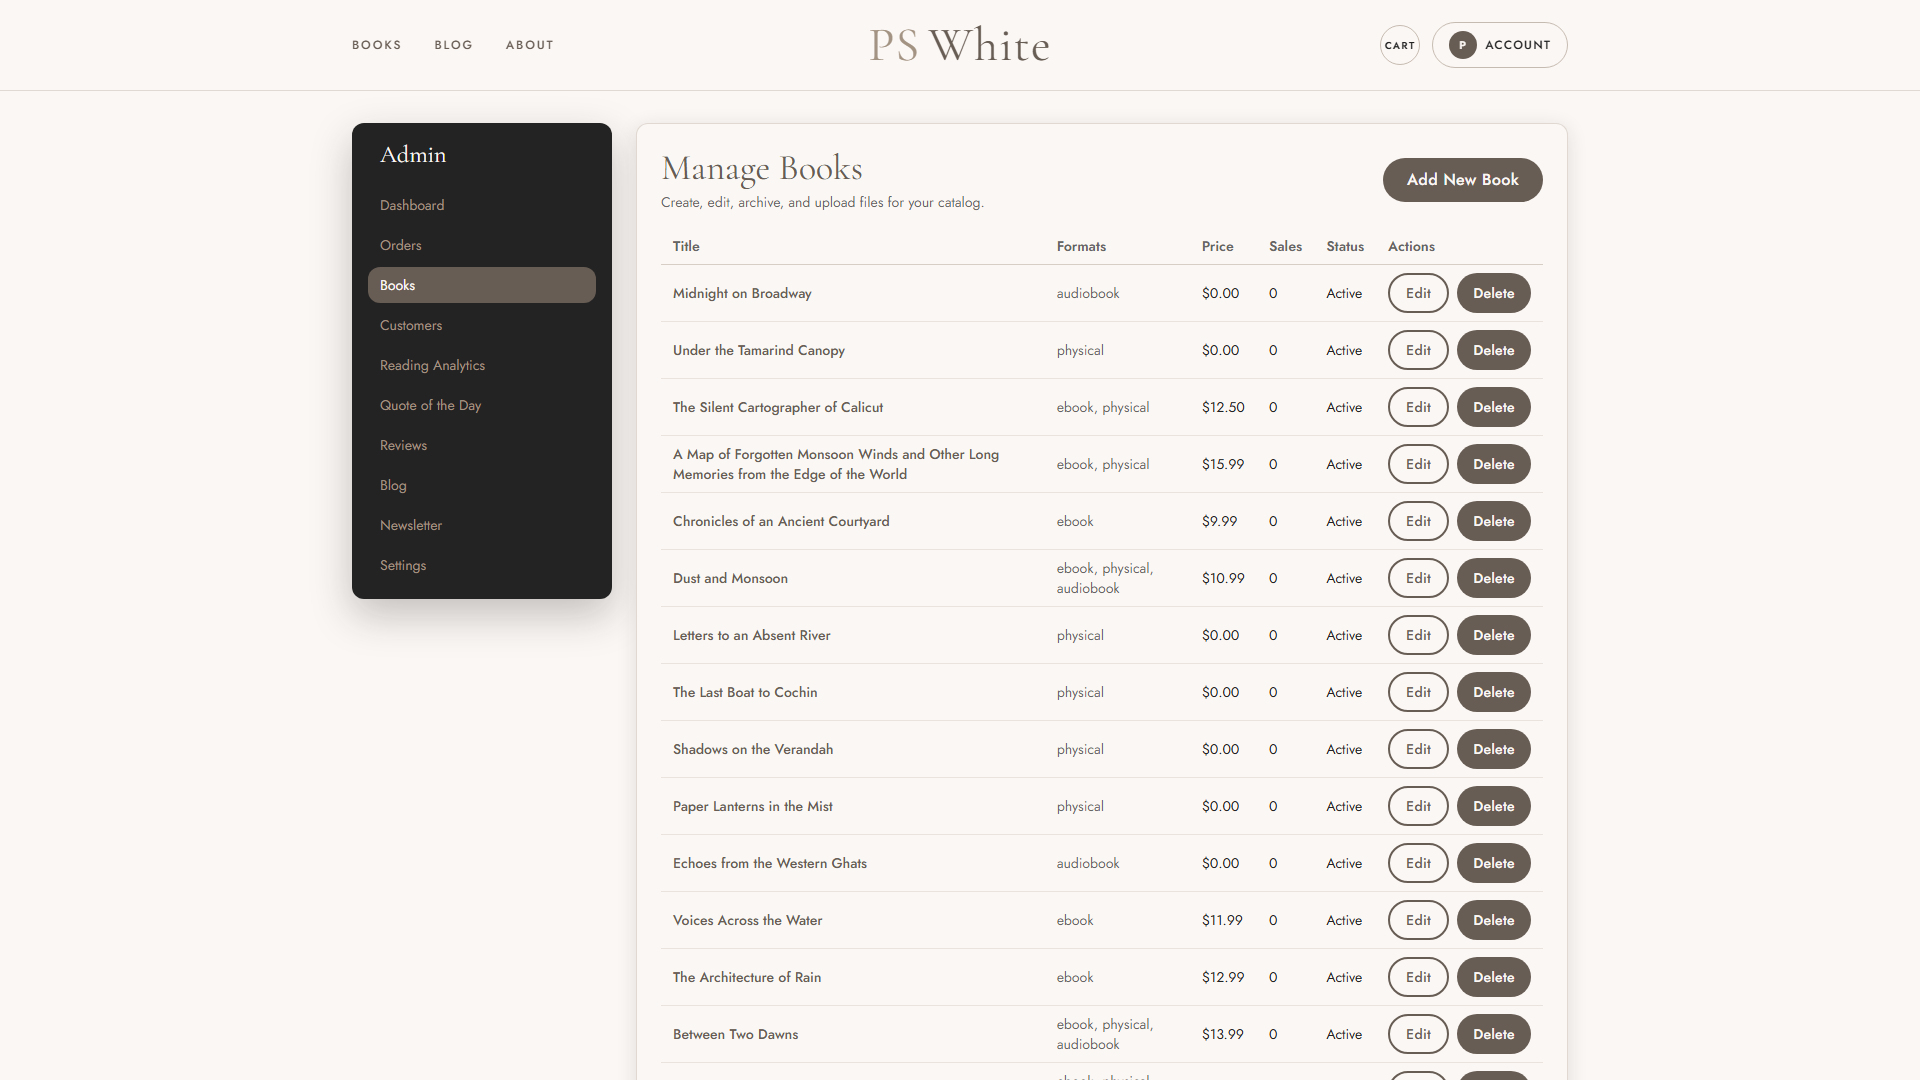 BOOKS BLOG ABOUT PS White CART P ACCOUNT
Admin
Dashboard
Orders
Books
Customers
Reading Analytics
Quote of the Day
Reviews
Blog
Newsletter
Settings
Manage Books
Create, edit, archive, and upload files for your catalog.
Add New Book
Title Formats Price Sales Status Actions
Midnight on Broadway audiobook $0.00 0 Active Edit Delete
Under the Tamarind Canopy physical $0.00 0 Active Edit Delete
The Silent Cartographer of Calicut ebook, physical $12.50 0 Active Edit Delete
A Map of Forgotten Monsoon Winds and Other Long
Memories from the Edge of the World ebook, physical $15.99 0 Active Edit Delete
Chronicles of an Ancient Courtyard ebook $9.99 0 Active Edit Delete
Dust and Monsoon ebook, physical,
audiobook $10.99 0 Active Edit Delete
Letters to an Absent River physical $0.00 0 Active Edit Delete
The Last Boat to Cochin physical $0.00 0 Active Edit Delete
Shadows on the Verandah physical $0.00 0 Active Edit Delete
Paper Lanterns in the Mist physical $0.00 0 Active Edit Delete
Echoes from the Western Ghats audiobook $0.00 0 Active Edit Delete
Voices Across the Water ebook $11.99 0 Active Edit Delete
The Architecture of Rain ebook $12.99 0 Active Edit Delete
Between Two Dawns ebook, physical,
audiobook $13.99 0 Active Edit Delete